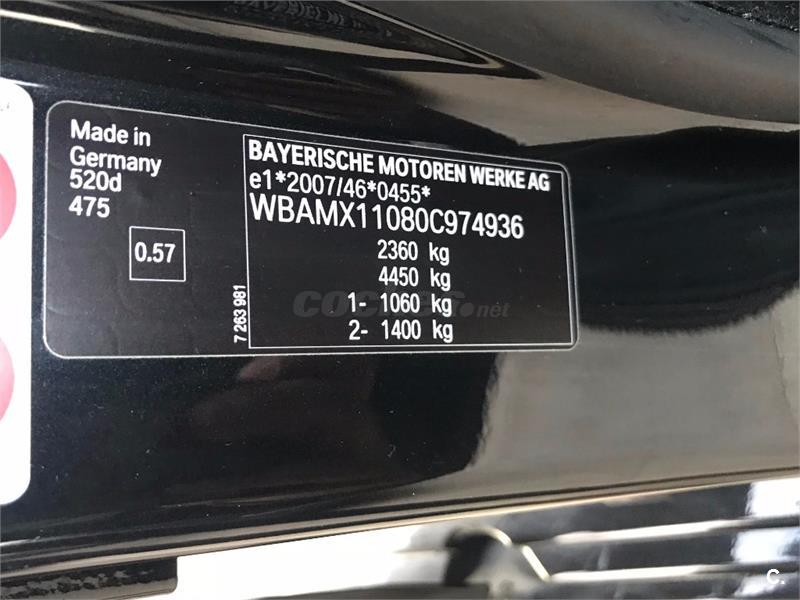 Made in
Germany
520d
475
0.57
7 263 981
BAYERISCHE MOTOREN WERKE AG
e1*2007/46*0455*
WBAMX11080C974936
2360 kg
4450 kg
1- 1060 kg
2- 1400 kg
coches.net
C.